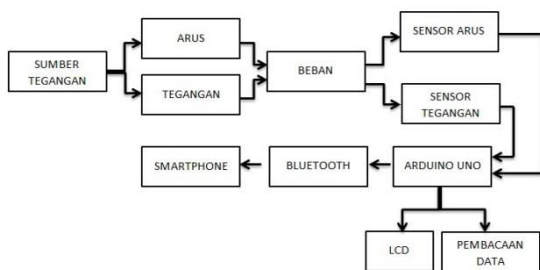 ARUS
SENSOR ARUS
SUMBER
TEGANGAN
BEBAN
TEGANGAN
SENSOR
TEGANGAN
SMARTPHONE
BLUETOOTH
ARDUINO UNO
LCD
PEMBACAAN
DATA